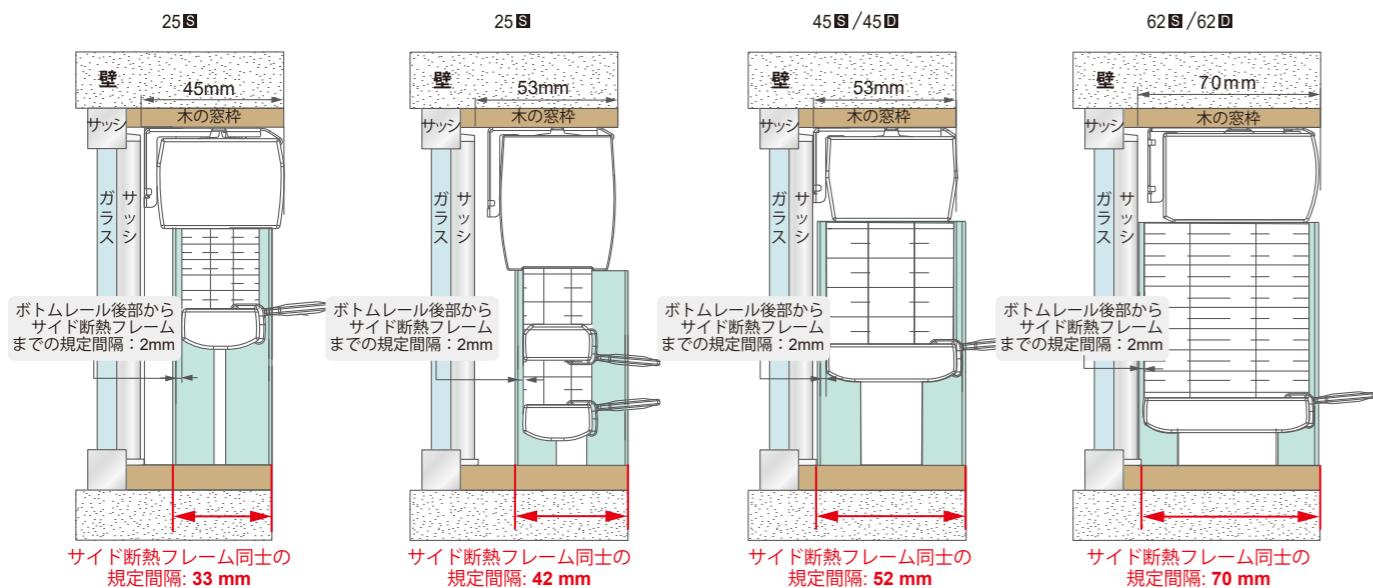 25S
壁
45mm
木の窓枠
サッシ
ガラス
サッシ
ボトムレール後部から
サイド断熱フレーム
までの規定間隔：2mm
サイド断熱フレーム同士の
規定間隔: 33 mm
25S
壁
53mm
木の窓枠
サッシ
ガラス
サッシ
ボトムレール後部から
サイド断熱フレーム
までの規定間隔：2mm
サイド断熱フレーム同士の
規定間隔: 42 mm
45S/45D
壁
53mm
木の窓枠
サッシ
ガラス
サッシ
ボトムレール後部から
サイド断熱フレーム
までの規定間隔：2mm
サイド断熱フレーム同士の
規定間隔: 52 mm
62S/62D
壁
70mm
木の窓枠
サッシ
ガラス
サッシ
ボトムレール後部から
サイド断熱フレーム
までの規定間隔：2mm
サイド断熱フレーム同士の
規定間隔: 70 mm